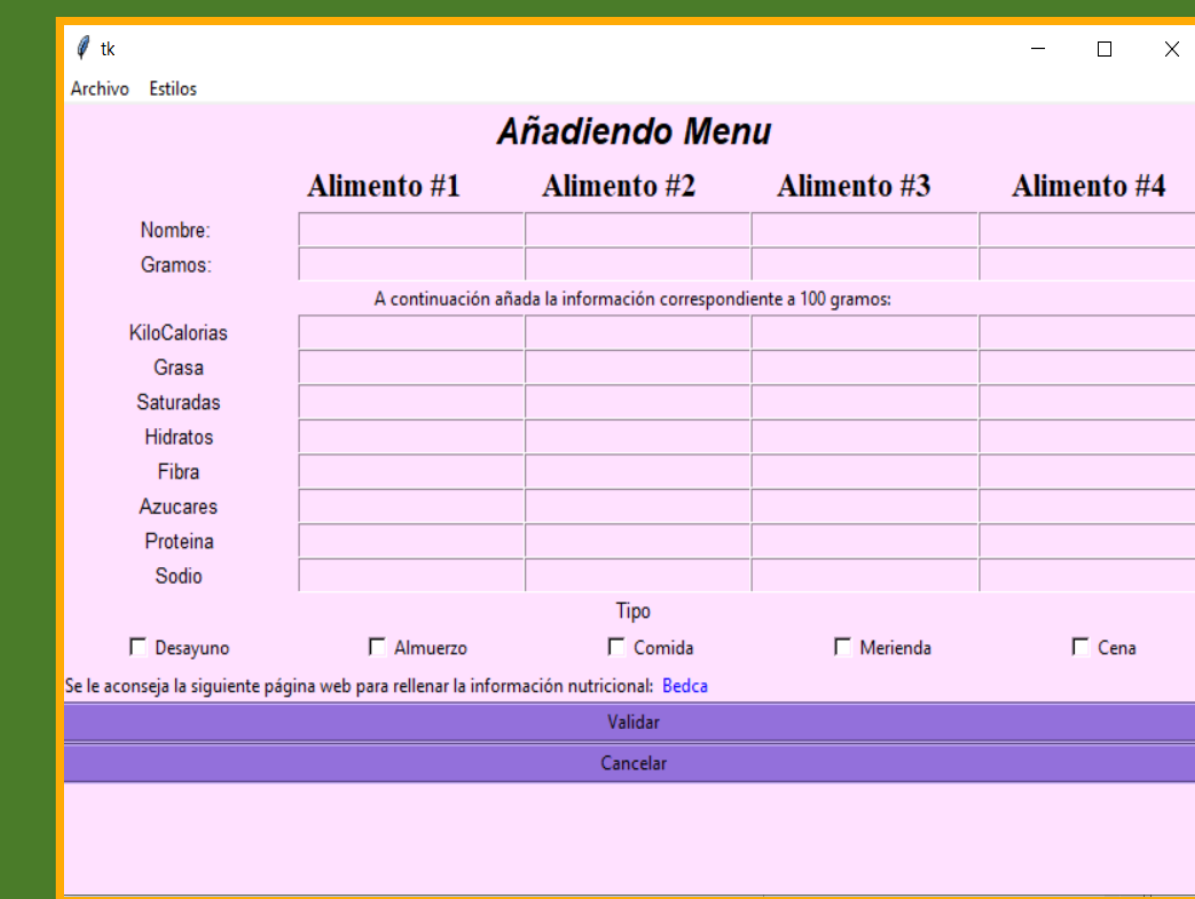 tk
Archivo Estilos
Añadiendo Menu
Alimento #1 Alimento #2 Alimento #3 Alimento #4
Nombre:
Gramos:
A continuación añada la información correspondiente a 100 gramos:
KiloCalorias
Grasa
Saturadas
Hidratos
Fibra
Azucares
Proteina
Sodio
Tipo
Desayuno Almuerzo Comida Merienda Cena
Se le aconseja la siguiente página web para rellenar la información nutricional: Bedca
Validar
Cancelar